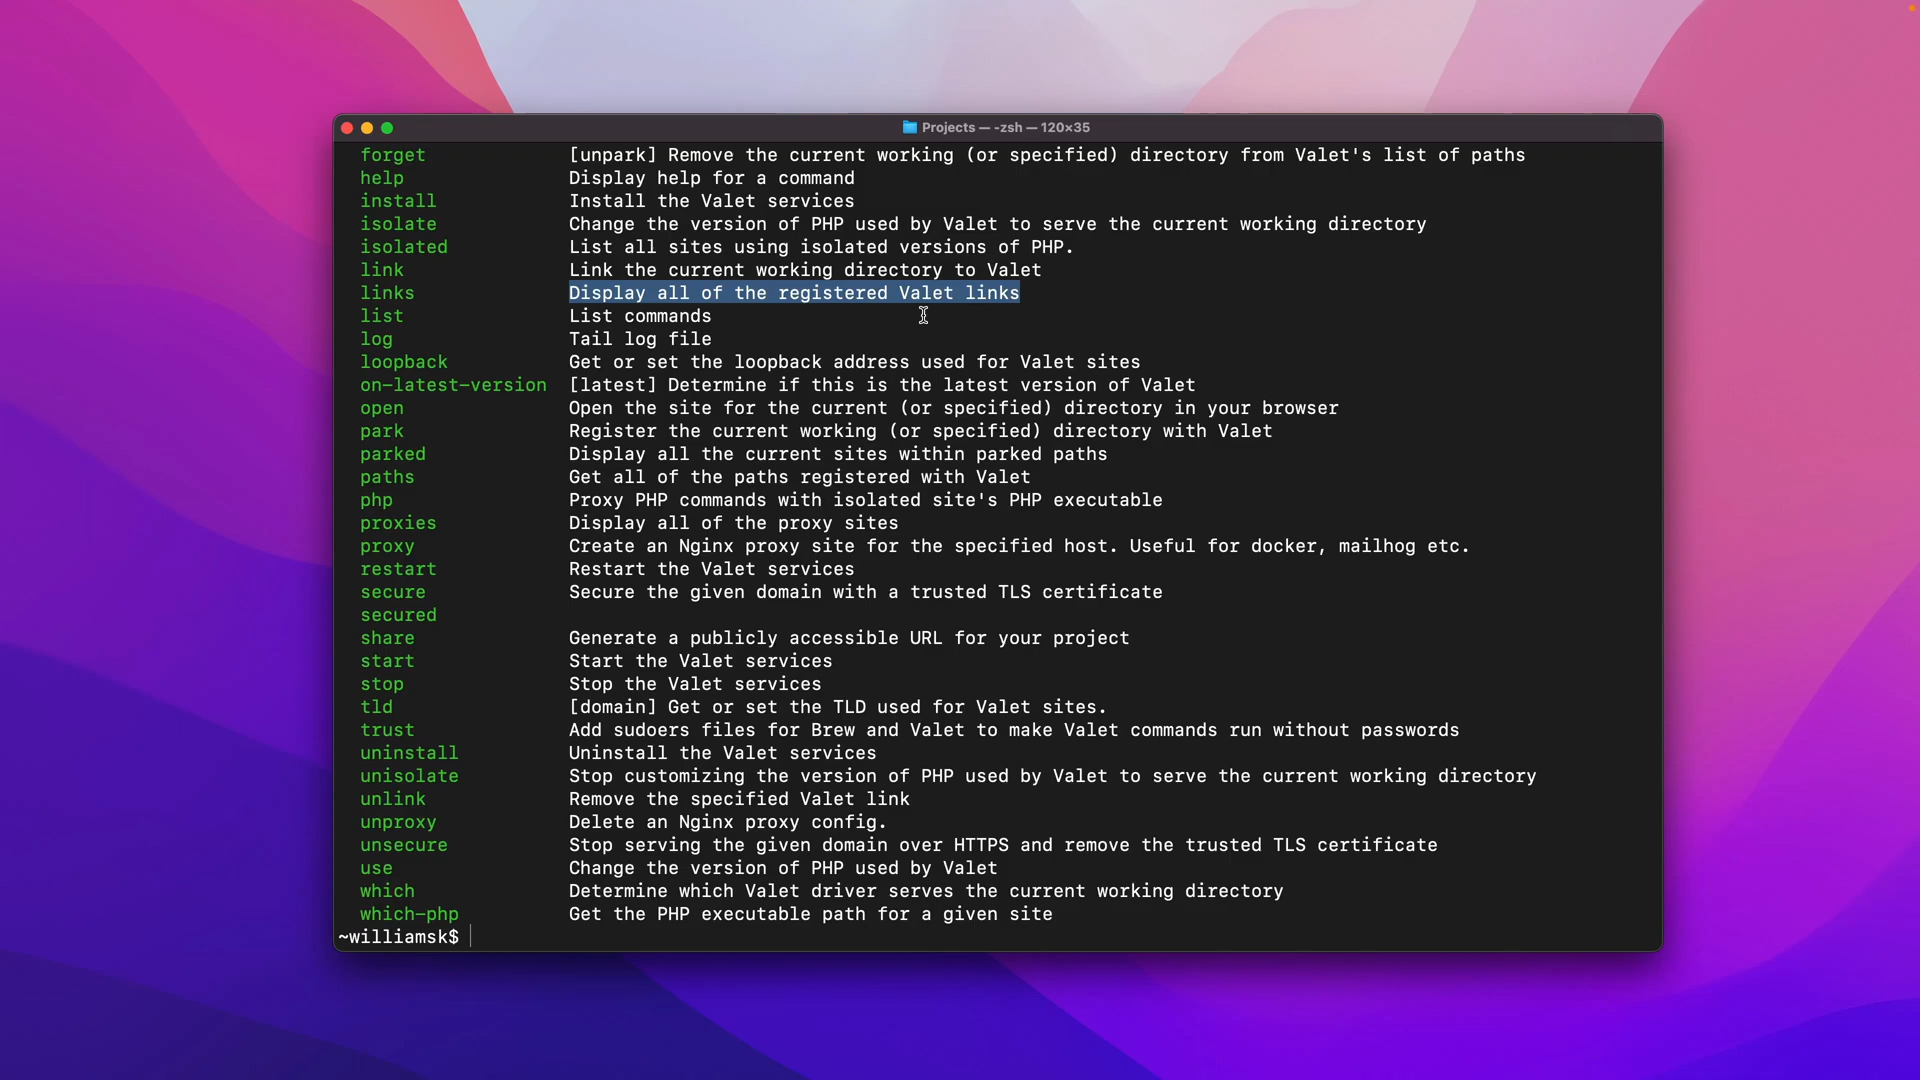 Projects — -zsh — 120×35
forget [unpark] Remove the current working (or specified) directory from Valet's list of paths
help Display help for a command
install Install the Valet services
isolate Change the version of PHP used by Valet to serve the current working directory
isolated List all sites using isolated versions of PHP.
link Link the current working directory to Valet
links Display all of the registered Valet links
list List commands
log Tail log file
loopback Get or set the loopback address used for Valet sites
on-latest-version [latest] Determine if this is the latest version of Valet
open Open the site for the current (or specified) directory in your browser
park Register the current working (or specified) directory with Valet
parked Display all the current sites within parked paths
paths Get all of the paths registered with Valet
php Proxy PHP commands with isolated site's PHP executable
proxies Display all of the proxy sites
proxy Create an Nginx proxy site for the specified host. Useful for docker, mailhog etc.
restart Restart the Valet services
secure Secure the given domain with a trusted TLS certificate
secured
share Generate a publicly accessible URL for your project
start Start the Valet services
stop Stop the Valet services
tld [domain] Get or set the TLD used for Valet sites.
trust Add sudoers files for Brew and Valet to make Valet commands run without passwords
uninstall Uninstall the Valet services
unisolate Stop customizing the version of PHP used by Valet to serve the current working directory
unlink Remove the specified Valet link
unproxy Delete an Nginx proxy config.
unsecure Stop serving the given domain over HTTPS and remove the trusted TLS certificate
use Change the version of PHP used by Valet
which Determine which Valet driver serves the current working directory
which-php Get the PHP executable path for a given site
~williamsk$